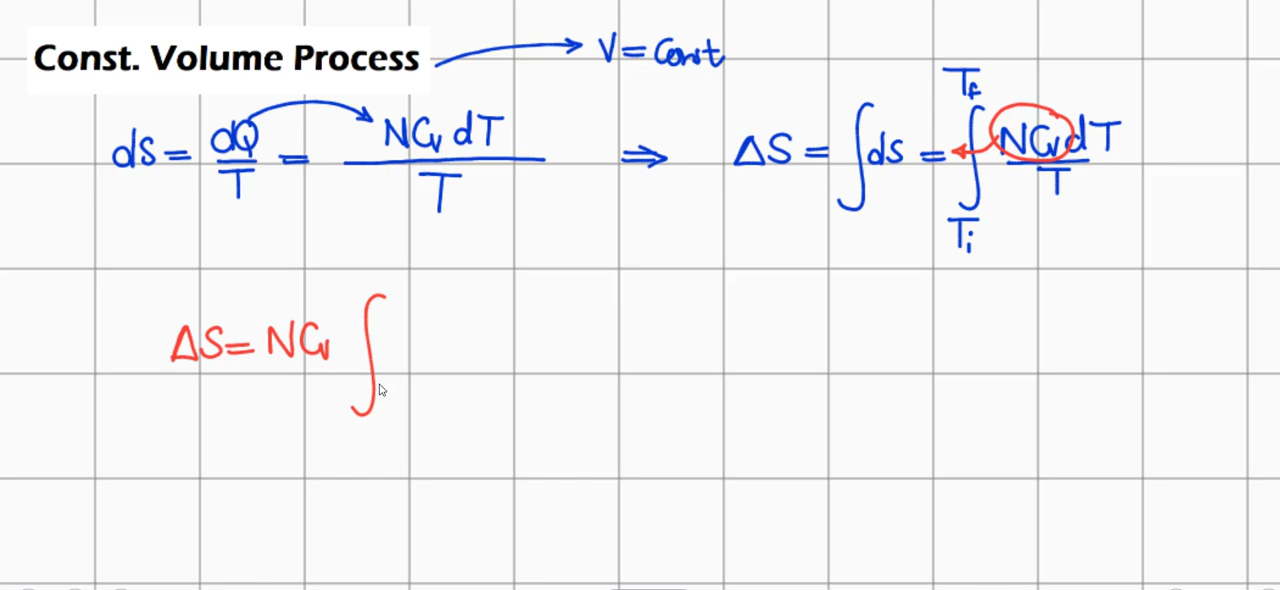 Const. Volume Process → V = Const
dS = dQ/T = NCv dT/T ⇒ ΔS = ∫dS = ∫_{Ti}^{Tf} NCv dT/T
ΔS = NCv ∫